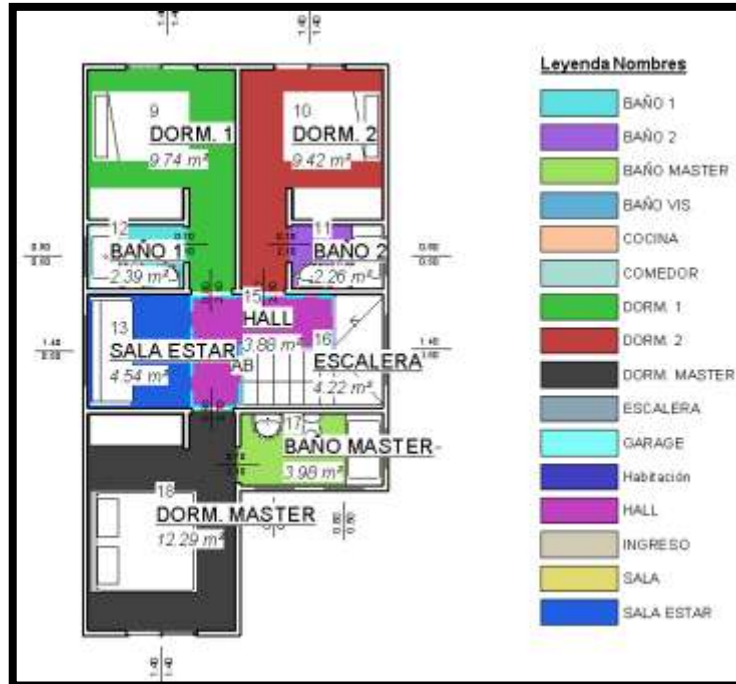 Leyenda Nombres
BAÑO 1
BAÑO 2
BAÑO MASTER
BAÑO VIS
COCINA
COMEDOR
DORM. 1
DORM. 2
DORM. MASTER
ESCALERA
GARAGE
Habitación
HALL
INGRESO
SALA
SALA ESTAR
9
DORM. 1
9.74 m²
10
DORM. 2
9.42 m²
12
BAÑO 1
2.39 m²
11
BAÑO 2
2.26 m²
15
HALL
3.88 m²
13
SALA ESTAR
4.54 m²
16
ESCALERA
4.22 m²
AB
17
BAÑO MASTER
3.98 m²
18
DORM. MASTER
12.29 m²